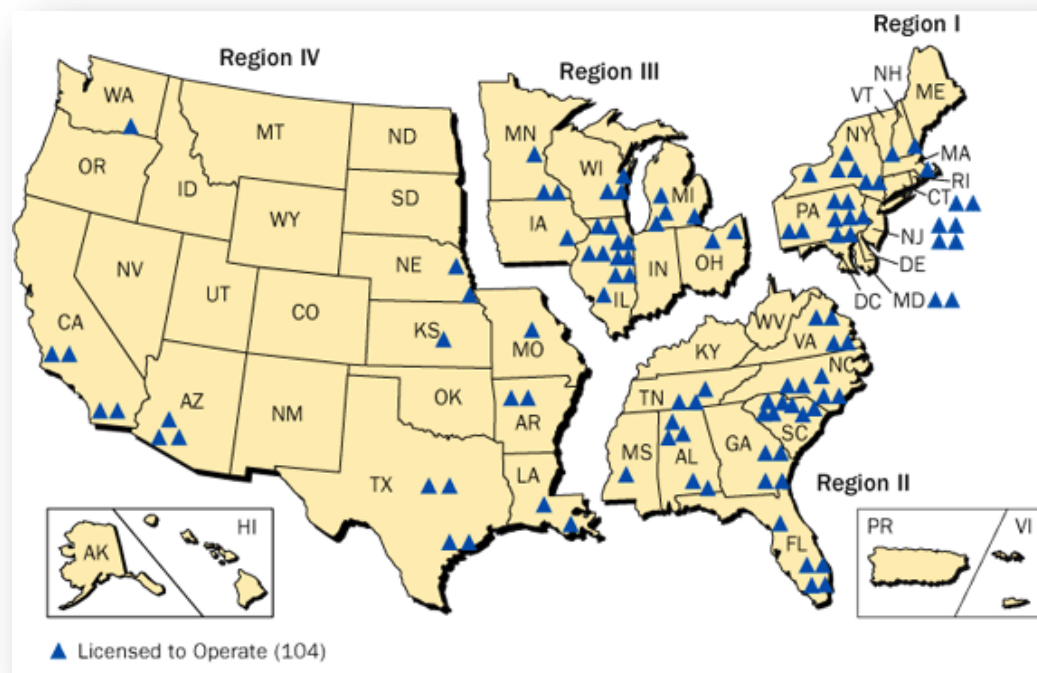 Region I
Region IV
Region III
NH
VT
ME
WA
MT
ND
MN
NY
OR
ID
WI
MA
SD
MI
RI
WY
CT
IA
PA
NE
NJ
NV
OH
IN
DE
UT
IL
DC
MD
CO
CA
KS
WV
MO
VA
KY
NC
OK
TN
AZ
NM
AR
SC
MS
AL
GA
LA
TX
Region II
HI
PR
VI
AK
FL
Licensed to Operate (104)